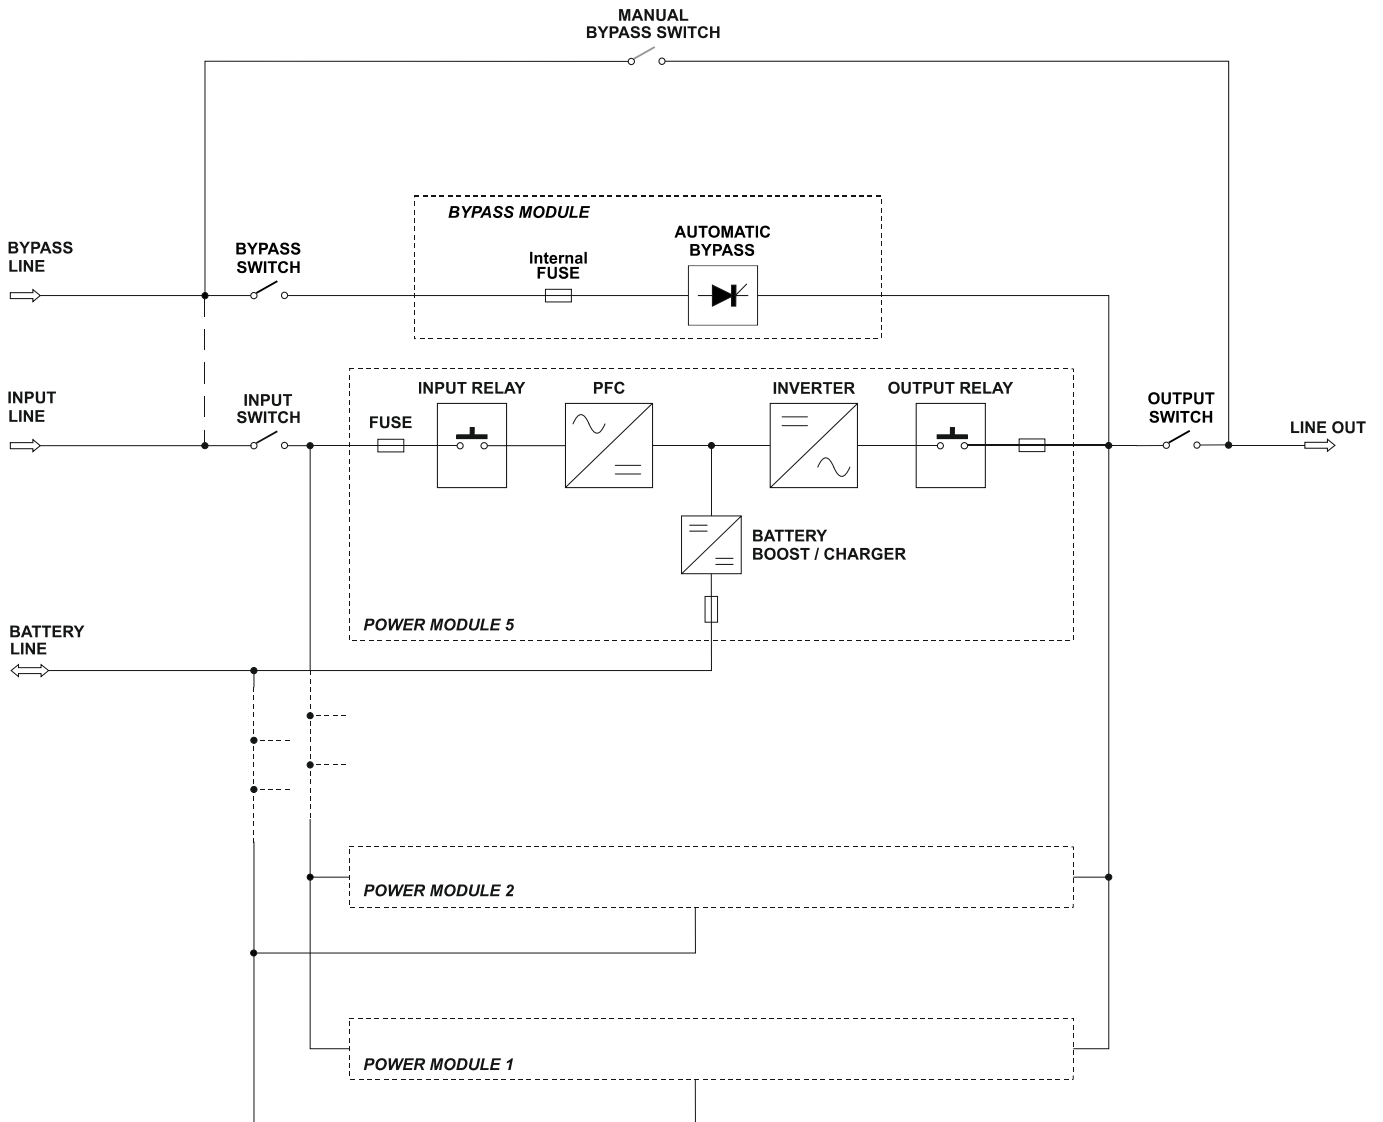 MANUAL
BYPASS SWITCH
BYPASS MODULE
AUTOMATIC
BYPASS
BYPASS
LINE
BYPASS
SWITCH
Internal
FUSE
INPUT
LINE
INPUT
SWITCH
FUSE
INPUT RELAY
PFC
INVERTER
OUTPUT RELAY
OUTPUT
SWITCH
LINE OUT
BATTERY
BOOST / CHARGER
POWER MODULE 5
BATTERY
LINE
POWER MODULE 2
POWER MODULE 1